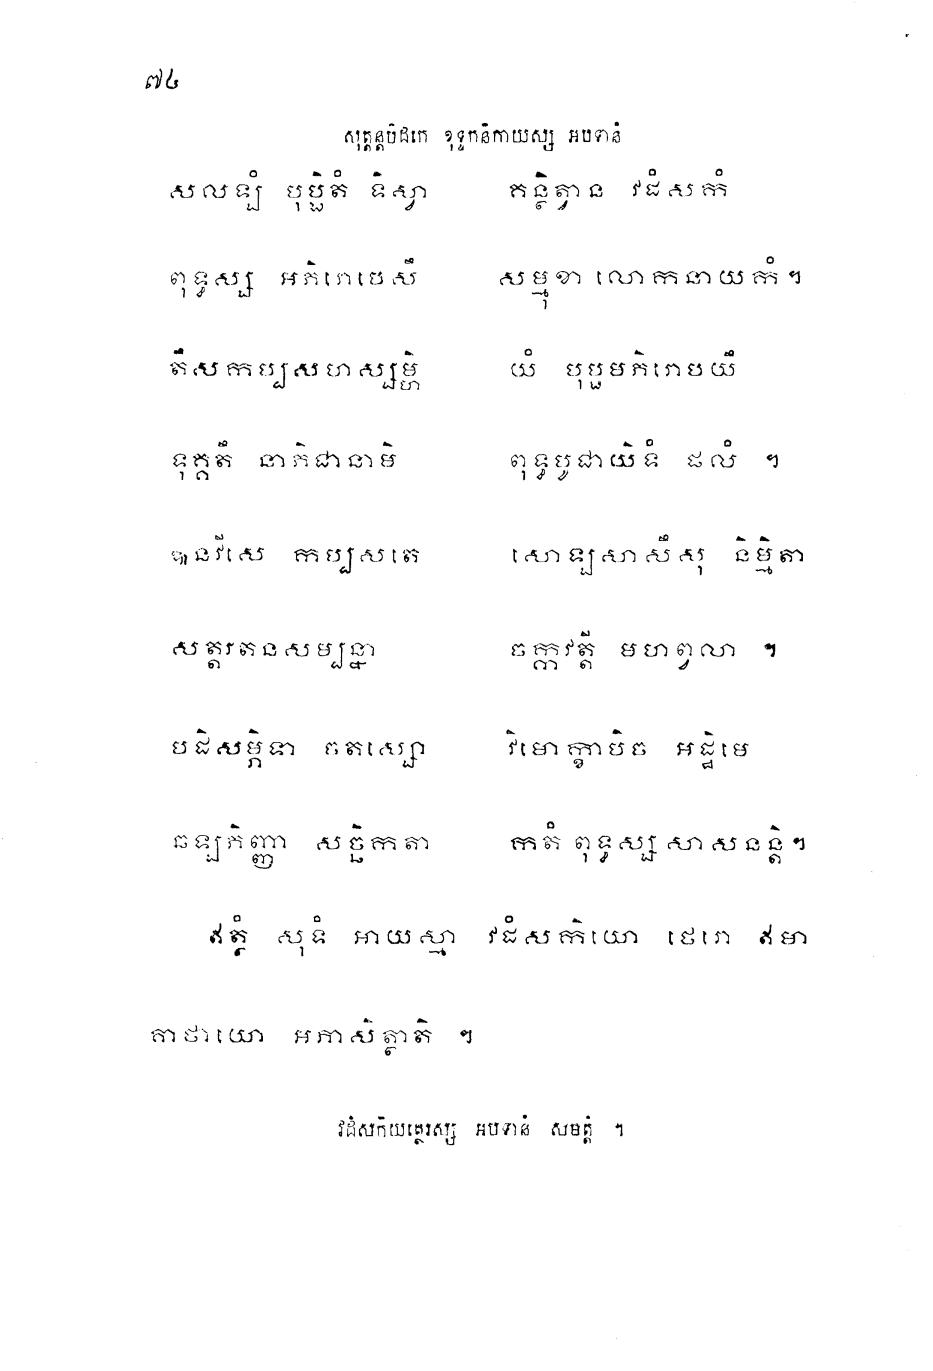 ៧៤
សុត្តន្តបិដកេ ខុទ្ទកនិកាយស្ស អបទានំ
សលឡំ បុប្ផិតំ ទិស្វា គន្ថិត្វាន វដំសកំ
ពុទ្ធស្ស អភិរោបេសឹ សម្មុខា លោកនាយកំ។
តឹសកប្បសហស្សម្ហិ យំ បុប្ផមភិរោបយឹ
ទុគ្គតឹ នាភិជានាមិ ពុទ្ធបូជាយិទំ ផលំ ។
ឩនវីសេ កប្បសតេ សោឡសាសឹសុ និម្មិតា
សត្តរតនសម្បន្នា ចក្កវត្តី មហព្វលា ។
បដិសម្ភិទា ចតស្សោ វិមោក្ខាបិច អដ្ឋិមេ
ឆឡភិញ្ញា សច្ឆិកតា កតំ ពុទ្ធស្ស សាសនន្តិ។
ឥត្ថំ សុទំ អាយស្មា វដំសកិយោ ថេរោ ឥមា
គាថាយោ អភាសិត្ថាតិ ។
វដំសកិយត្ថេរស្ស អបទានំ សមត្តំ ។